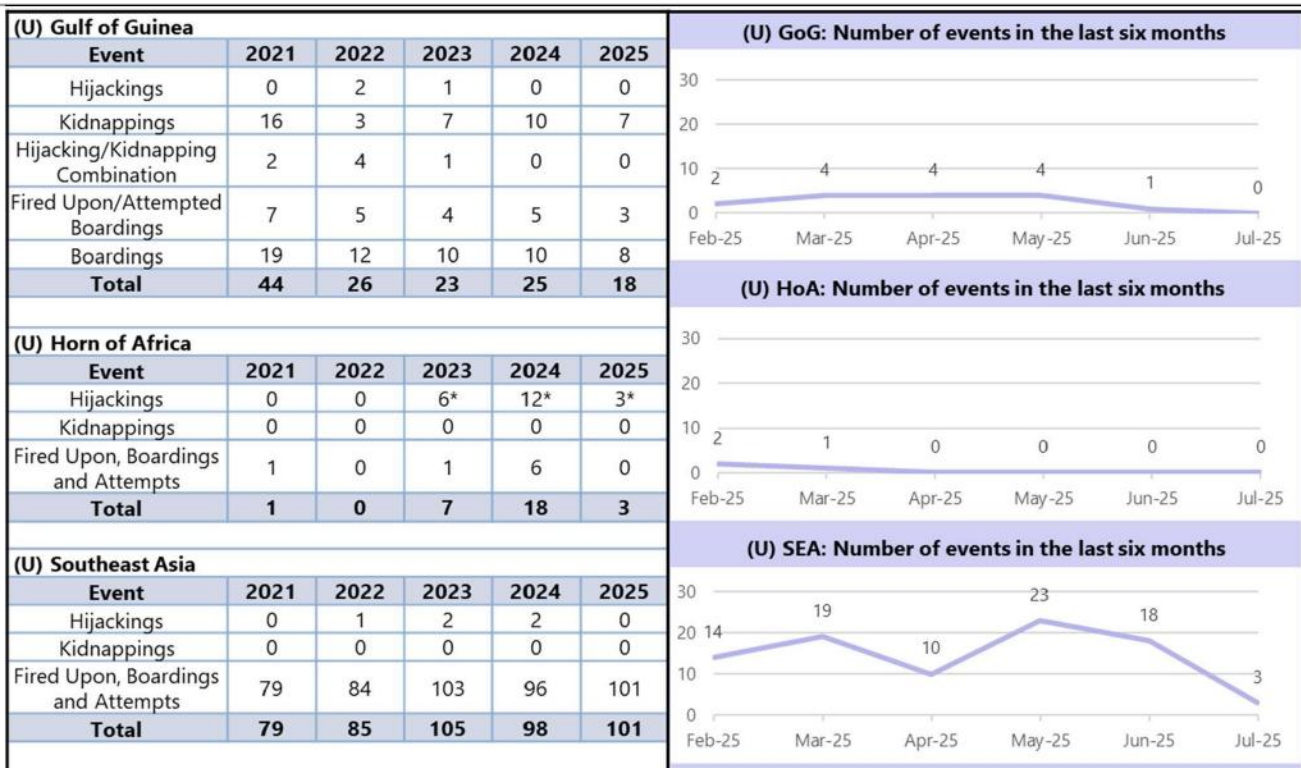 (U) Gulf of Guinea
Event 2021 2022 2023 2024 2025
Hijackings 0 2 1 0 0
Kidnappings 16 3 7 10 7
Hijacking/Kidnapping
Combination 2 4 1 0 0
Fired Upon/Attempted
Boardings 7 5 4 5 3
Boardings 19 12 10 10 8
Total 44 26 23 25 18
(U) Horn of Africa
Event 2021 2022 2023 2024 2025
Hijackings 0 0 6* 12* 3*
Kidnappings 0 0 0 0 0
Fired Upon, Boardings
and Attempts 1 0 1 6 0
Total 1 0 7 18 3
(U) Southeast Asia
Event 2021 2022 2023 2024 2025
Hijackings 0 1 2 2 0
Kidnappings 0 0 0 0 0
Fired Upon, Boardings
and Attempts 79 84 103 96 101
Total 79 85 105 98 101
(U) GoG: Number of events in the last six months
30
20
10
0
2 4 4 4 1 0
Feb-25 Mar-25 Apr-25 May-25 Jun-25 Jul-25
(U) HoA: Number of events in the last six months
30
20
10
0
2 1 0 0 0 0
Feb-25 Mar-25 Apr-25 May-25 Jun-25 Jul-25
(U) SEA: Number of events in the last six months
30
20
10
0
14 19 10 23 18 3
Feb-25 Mar-25 Apr-25 May-25 Jun-25 Jul-25